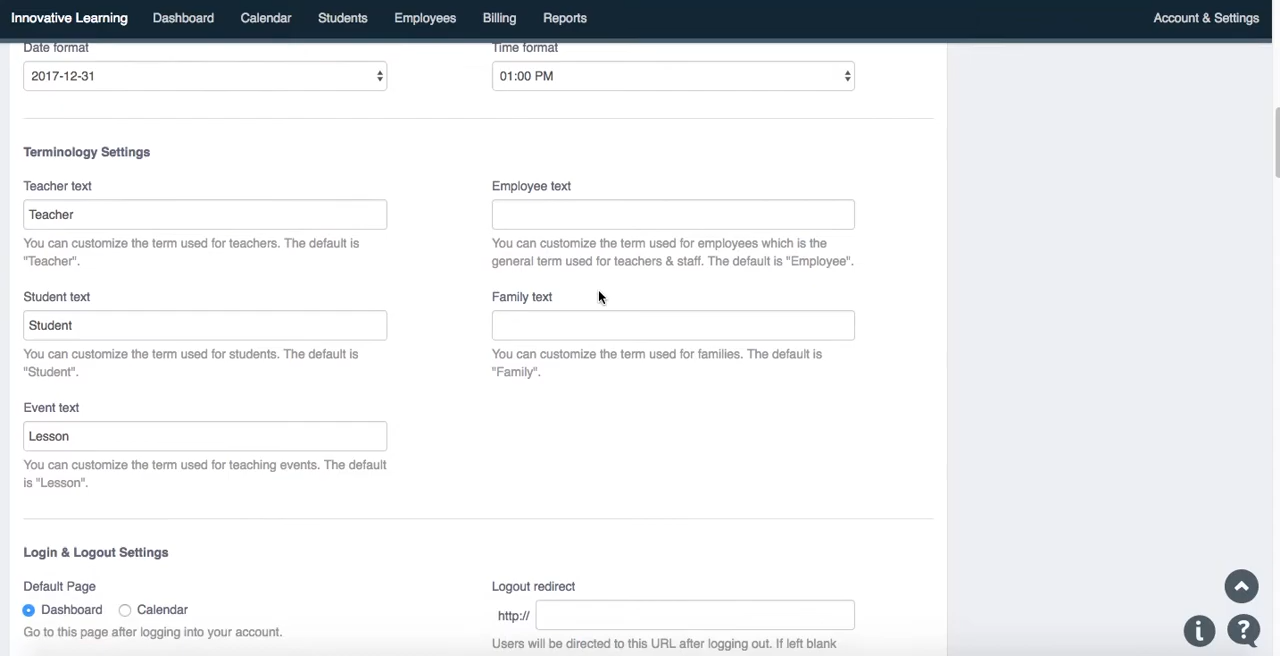 Innovative Learning Dashboard Calendar Students Employees Billing Reports Account & Settings
Date format Time format
2017-12-31 01:00 PM
Terminology Settings
Teacher text Employee text
Teacher
You can customize the term used for teachers. The default is
"Teacher".
You can customize the term used for employees which is the
general term used for teachers & staff. The default is "Employee".
Student text Family text
Student
You can customize the term used for students. The default is
"Student".
You can customize the term used for families. The default is
"Family".
Event text
Lesson
You can customize the term used for teaching events. The default
is "Lesson".
Login & Logout Settings
Default Page Logout redirect
Dashboard Calendar http://
Go to this page after logging into your account.
Users will be directed to this URL after logging out. If left blank